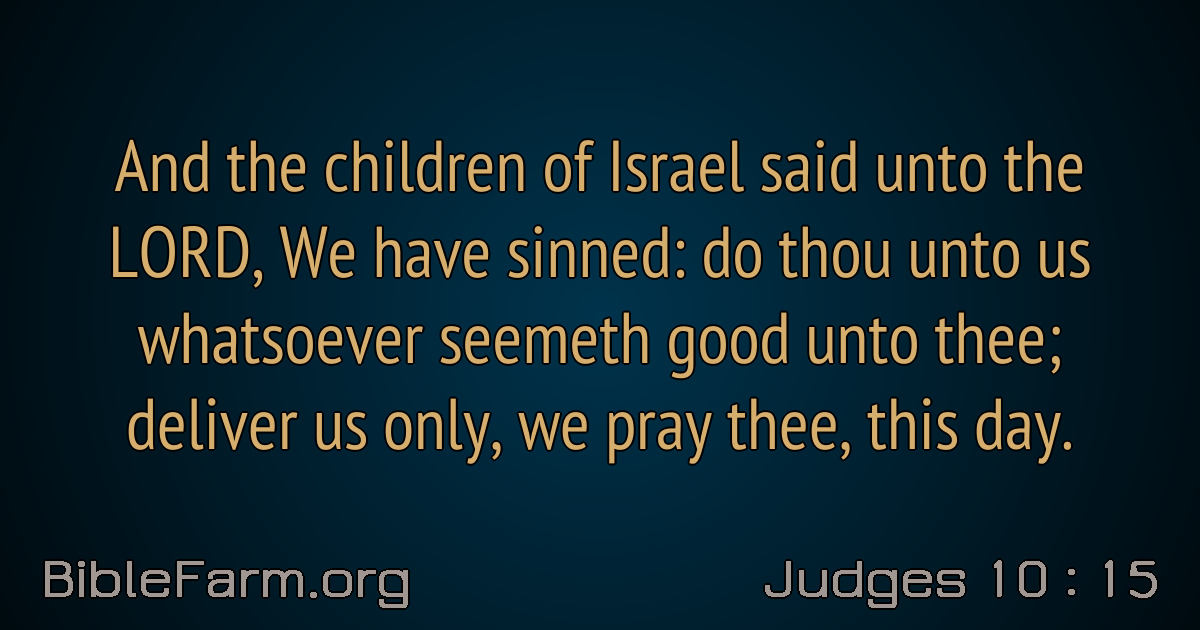 And the children of Israel said unto the
LORD, We have sinned: do thou unto us
whatsoever seemeth good unto thee;
deliver us only, we pray thee, this day.
BibleFarm.org
Judges 10 : 15